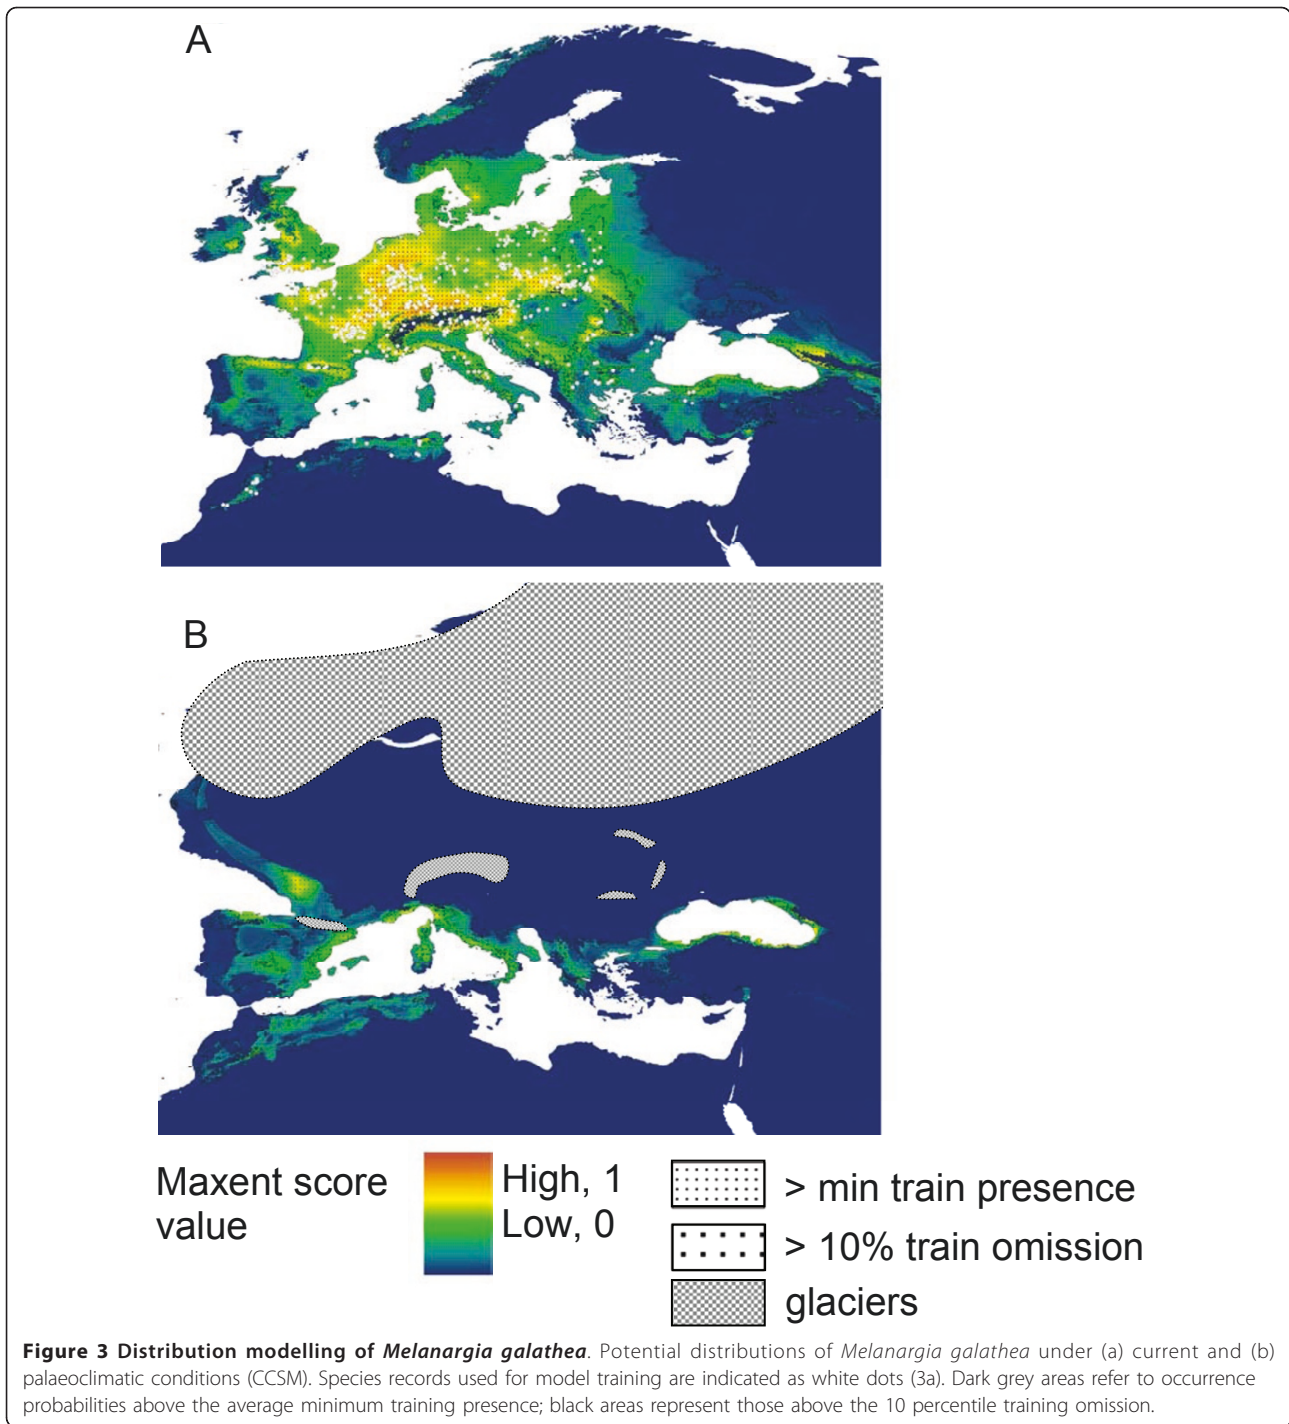 A
B
Maxent score value
High, 1
Low, 0
> min train presence
> 10% train omission
glaciers
Figure 3 Distribution modelling of Melanargia galathea. Potential distributions of Melanargia galathea under (a) current and (b)
palaeoclimatic conditions (CCSM). Species records used for model training are indicated as white dots (3a). Dark grey areas refer to occurrence
probabilities above the average minimum training presence; black areas represent those above the 10 percentile training omission.